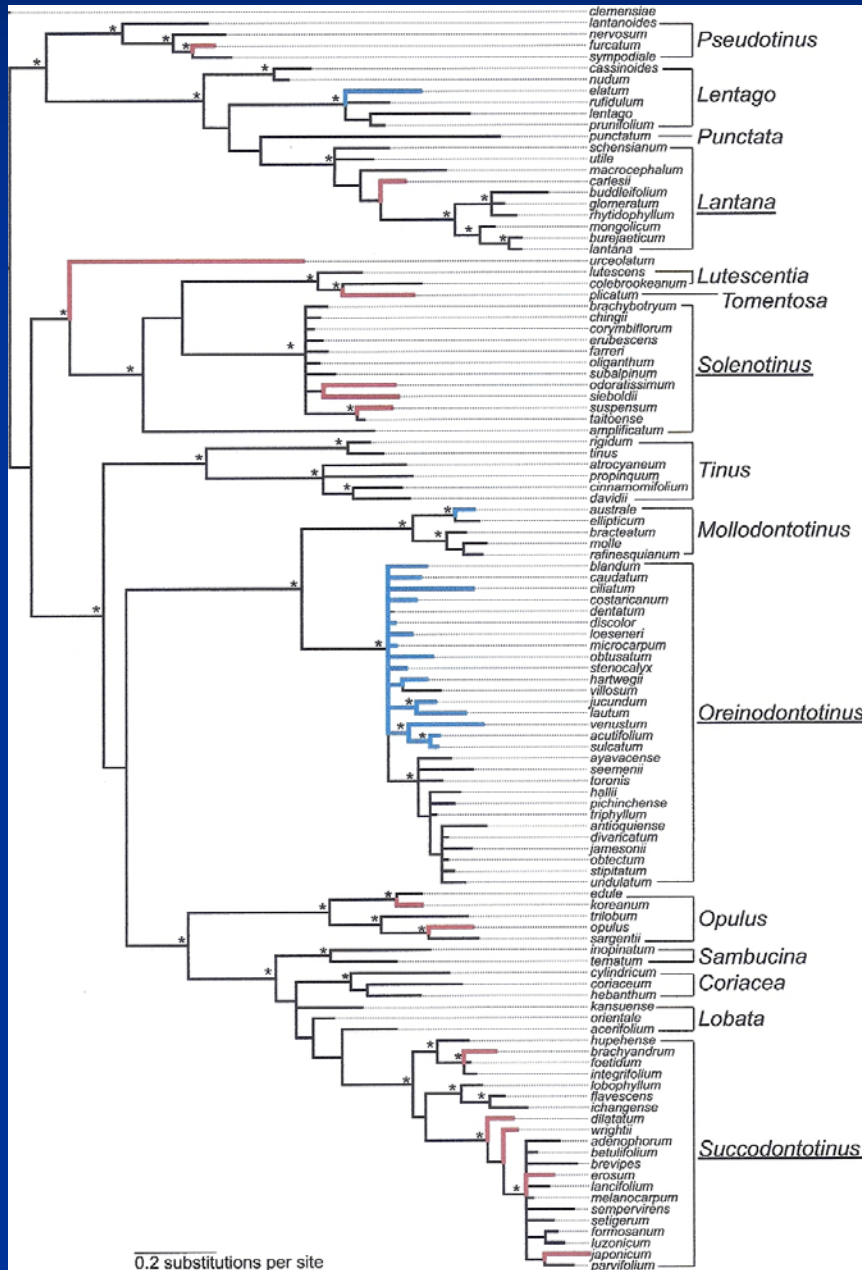 clemensiae
lantanoides
nervosum
furcatum
sympodiale
Pseudotinus
cassinoides
nudum
elatum
rufidulum
lentago
prunifolium
Lentago
punctatum
Punctata
schensianum
utile
macrocephalum
carlesii
buddleifolium
glomeratum
rhytidophyllum
mongolicum
burejaeticum
lantana
Lantana
urceolatum
lutescens
colebrookeanum
Lutescentia
plicatum
Tomentosa
brachybotryum
chingii
corymbiflorum
erubescens
farreri
oliganthum
subalpinum
odoratissimum
sieboldii
suspensum
taitoense
amplificatum
Solenotinus
rigidum
tinus
atrocyaneum
propinquum
cinnamomifolium
davidii
Tinus
australe
ellipticum
bracteatum
molle
rafinesquianum
Mollodontotinus
blandum
caudatum
ciliatum
costaricanum
dentatum
discolor
loeseneri
microcarpum
obtusatum
stenocalyx
hartwegii
villosum
jucundum
lautum
venustum
acutifolium
sulcatum
ayavacense
seemenii
toronis
hallii
pichinchense
triphyllum
antioquiense
divaricatum
jamesonii
obtectum
stipitatum
undulatum
Oreinodontotinus
edule
koreanum
trilobum
opulus
sargentii
Opulus
inopinatum
ternatum
Sambucina
cylindricum
coriaceum
hebanthum
Coriacea
kansuense
orientale
acerifolium
Lobata
hupehense
brachyandrum
foetidum
integrifolium
lobophyllum
flavescens
ichangense
dilatatum
wrightii
adenophorum
betulifolium
brevipes
erosum
lancifolium
melanocarpum
sempervirens
setigerum
formosanum
luzonicum
japonicum
parvifolium
Succodontotinus
0.2 substitutions per site